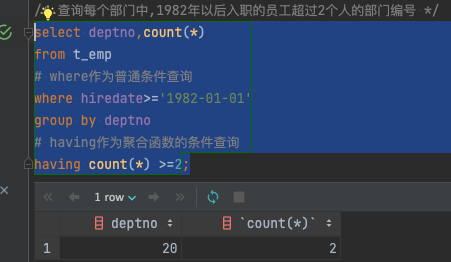 /* 查询每个部门中,1982年以后入职的员工超过2个人的部门编号 */
select deptno,count(*)
from t_emp
# where作为普通条件查询
where hiredate>='1982-01-01'
group by deptno
# having作为聚合函数的条件查询
having count(*) >=2;
1 row
deptno `count(*)`
1 20 2